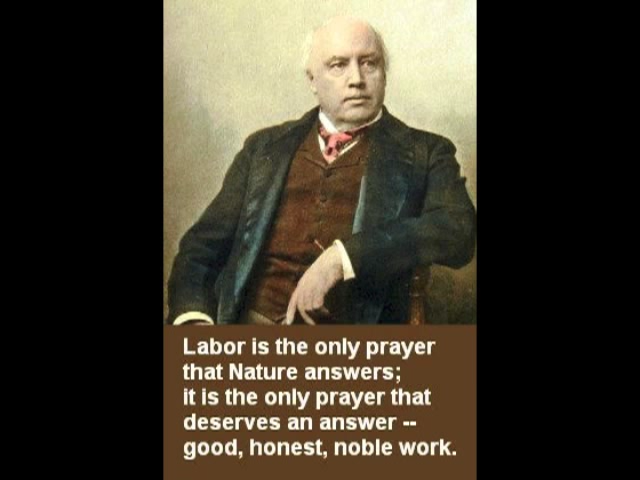 Labor is the only prayer
that Nature answers;
it is the only prayer that
deserves an answer --
good, honest, noble work.